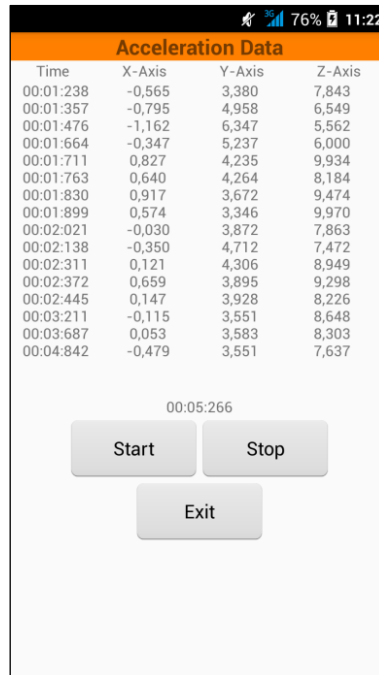 3G 76% 11:22
Acceleration Data
Time X-Axis Y-Axis Z-Axis
00:01:238 -0,565 3,380 7,843
00:01:357 -0,795 4,958 6,549
00:01:476 -1,162 6,347 5,562
00:01:664 -0,347 5,237 6,000
00:01:711 0,827 4,235 9,934
00:01:763 0,640 4,264 8,184
00:01:830 0,917 3,672 9,474
00:01:899 0,574 3,346 9,970
00:02:021 -0,030 3,872 7,863
00:02:138 -0,350 4,712 7,472
00:02:311 0,121 4,306 8,949
00:02:372 0,659 3,895 9,298
00:02:445 0,147 3,928 8,226
00:03:211 -0,115 3,551 8,648
00:03:687 0,053 3,583 8,303
00:04:842 -0,479 3,551 7,637
00:05:266
Start Stop
Exit